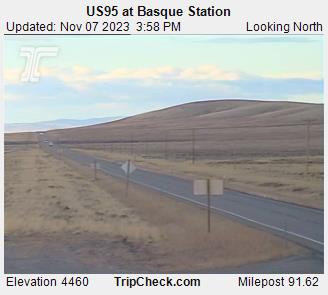 US95 at Basque Station
Updated: Nov 07 2023 3:58 PM Looking North
Elevation 4460 TripCheck.com Milepost 91.62